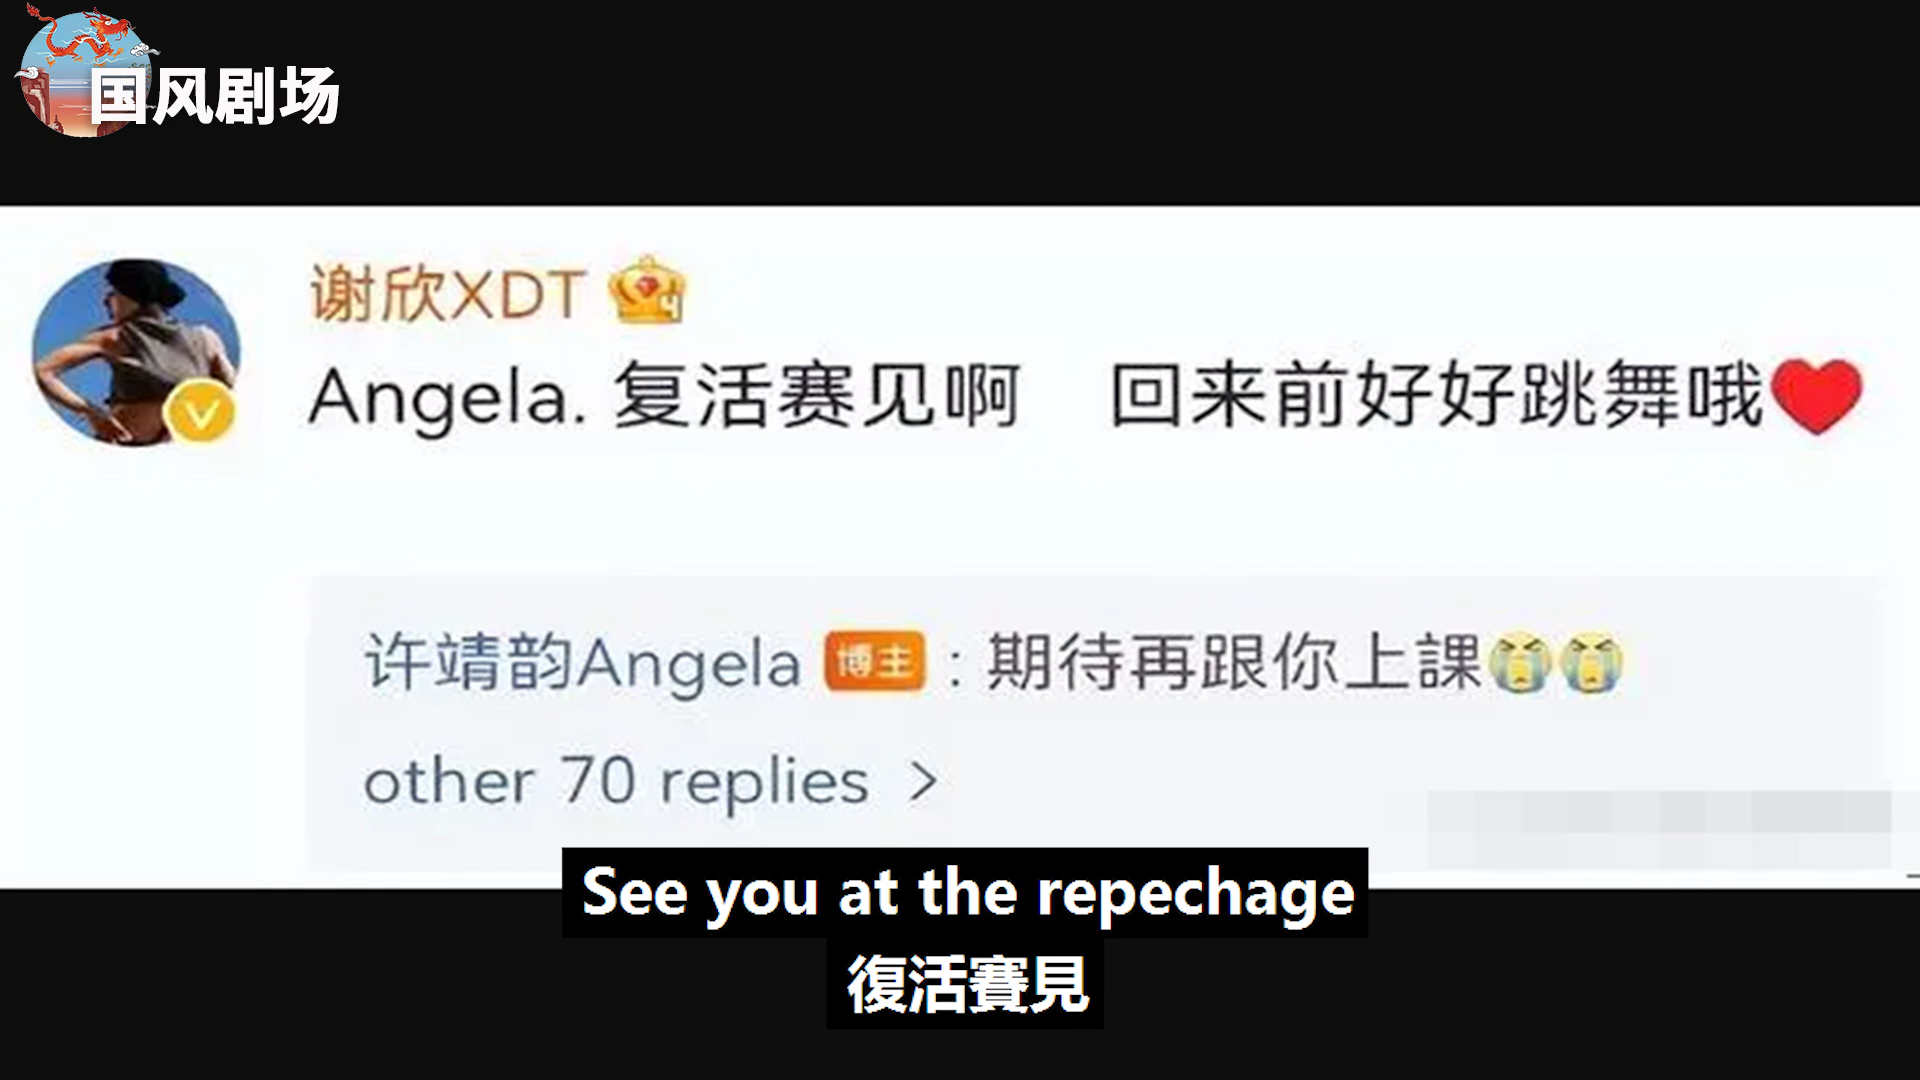 国风剧场
谢欣XDT
4
Angela. 复活赛见啊 回来前好好跳舞哦❤️
许靖韵Angela 博主 : 期待再跟你上課😭😭
other 70 replies >
See you at the repechage
復活賽見